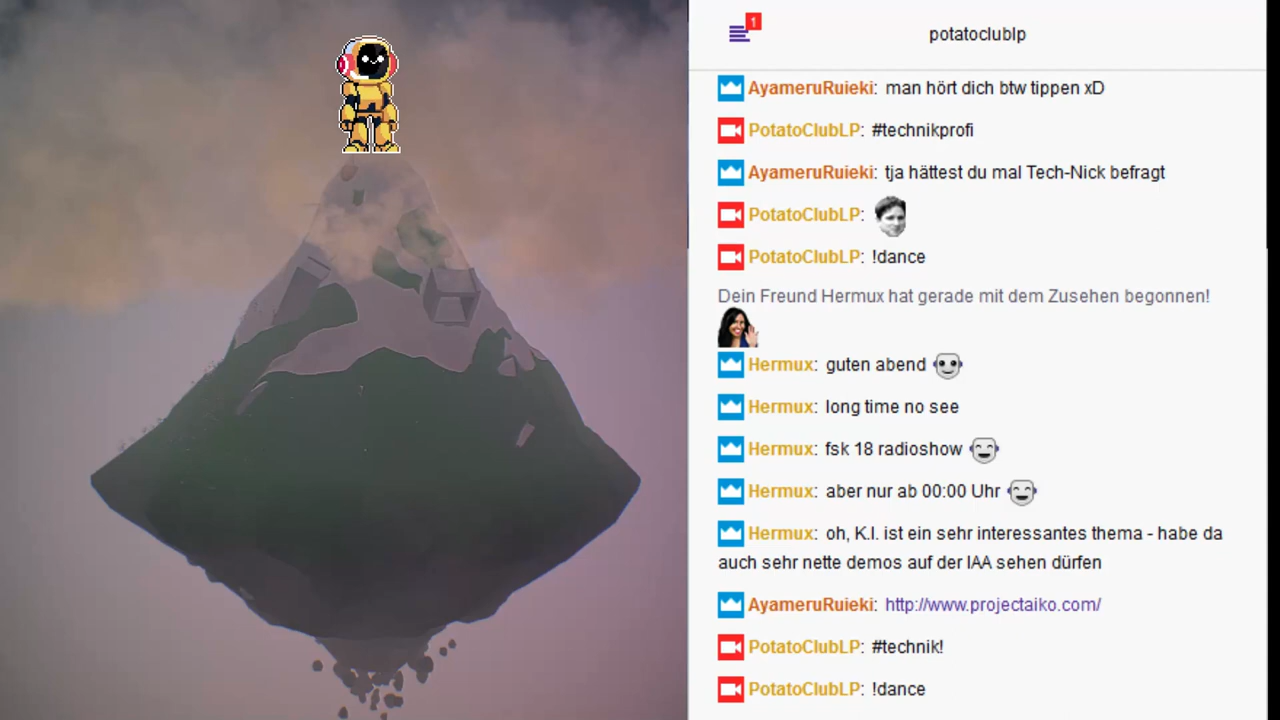 1
potatoclublp
AyameruRuieki: man hört dich btw tippen xD
PotatoClubLP: #technikprofi
AyameruRuieki: tja hättest du mal Tech-Nick befragt
PotatoClubLP:
PotatoClubLP: !dance
Dein Freund Hermux hat gerade mit dem Zusehen begonnen!
Hermux: guten abend
Hermux: long time no see
Hermux: fsk 18 radioshow
Hermux: aber nur ab 00:00 Uhr
Hermux: oh, K.I. ist ein sehr interessantes thema - habe da
auch sehr nette demos auf der IAA sehen dürfen
AyameruRuieki: http://www.projectaiko.com/
PotatoClubLP: #technik!
PotatoClubLP: !dance